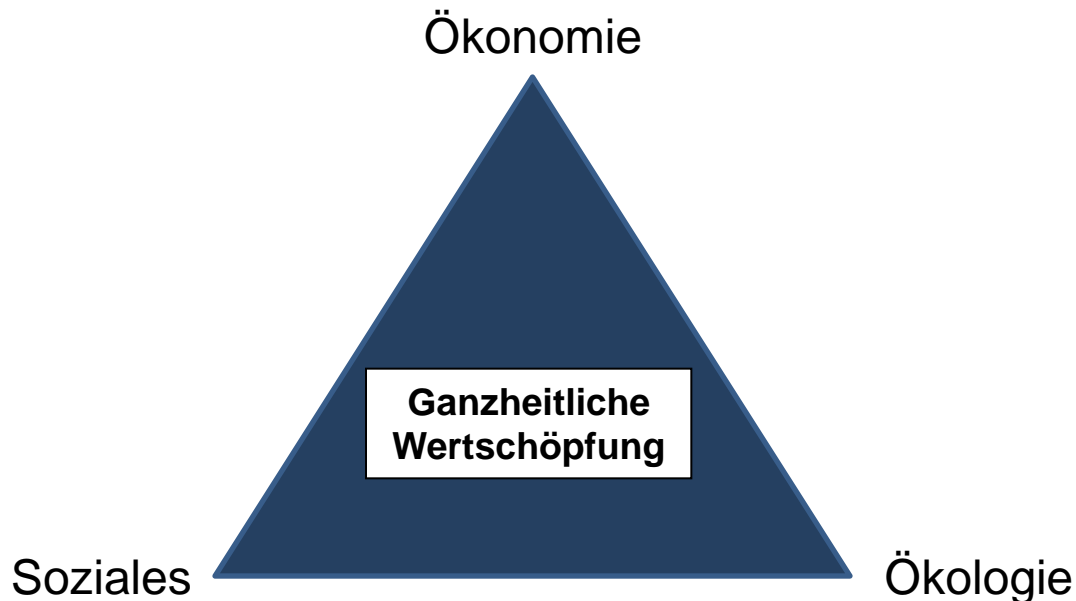 Ökonomie
Ganzheitliche
Wertschöpfung
Soziales
Ökologie